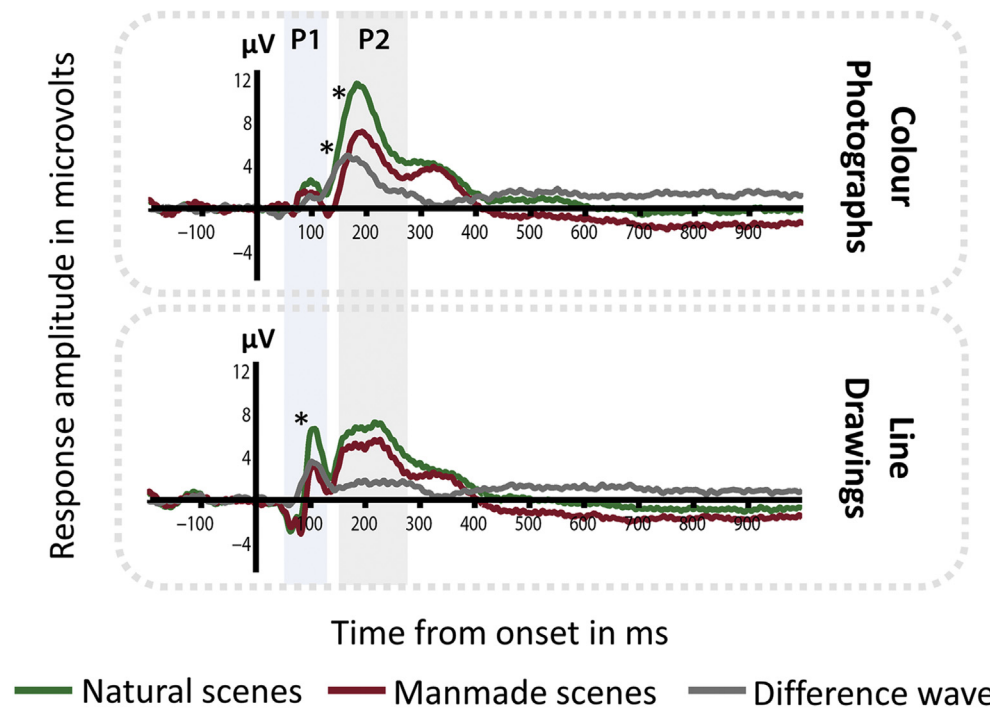 Response amplitude in microvolts
P1 P2
µV
12
8
4
−4
*
*
−100 100 200 300 400 500 600 700 800 900
Colour
Photographs
µV
12
8
4
−4
*
−100 100 200 300 400 500 600 700 800 900
Line
Drawings
Time from onset in ms
Natural scenes Manmade scenes Difference wave